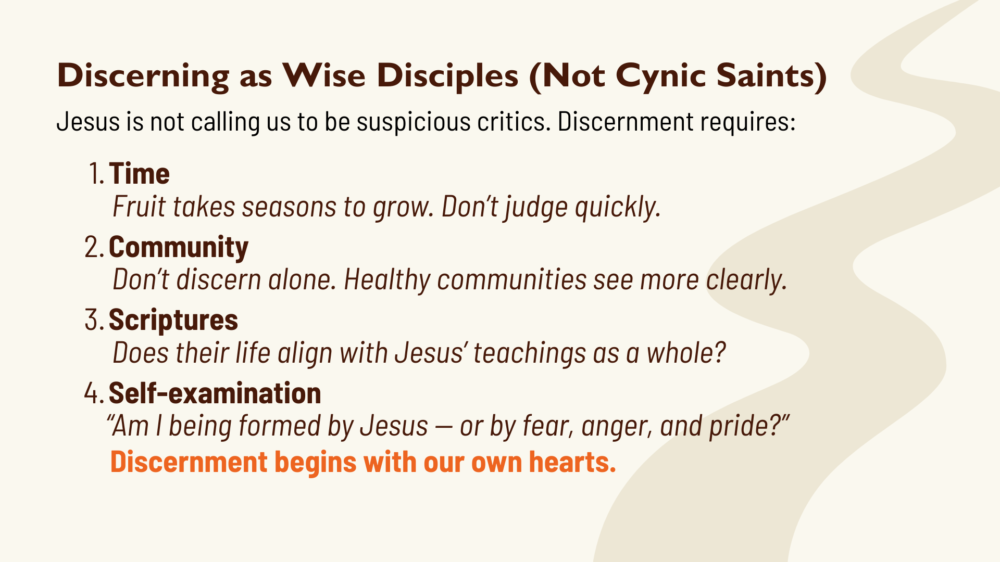 Discerning as Wise Disciples (Not Cynic Saints)
Jesus is not calling us to be suspicious critics. Discernment requires:
1. Time
Fruit takes seasons to grow. Don’t judge quickly.
2. Community
Don’t discern alone. Healthy communities see more clearly.
3. Scriptures
Does their life align with Jesus’ teachings as a whole?
4. Self-examination
“Am I being formed by Jesus — or by fear, anger, and pride?”
Discernment begins with our own hearts.